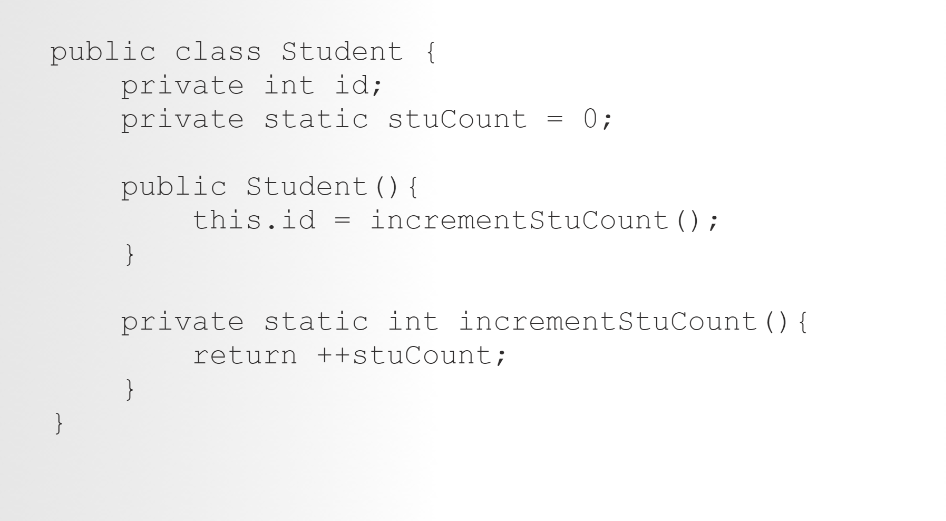 public class Student {
    private int id;
    private static stuCount = 0;

    public Student(){
        this.id = incrementStuCount();
    }

    private static int incrementStuCount(){
        return ++stuCount;
    }
}